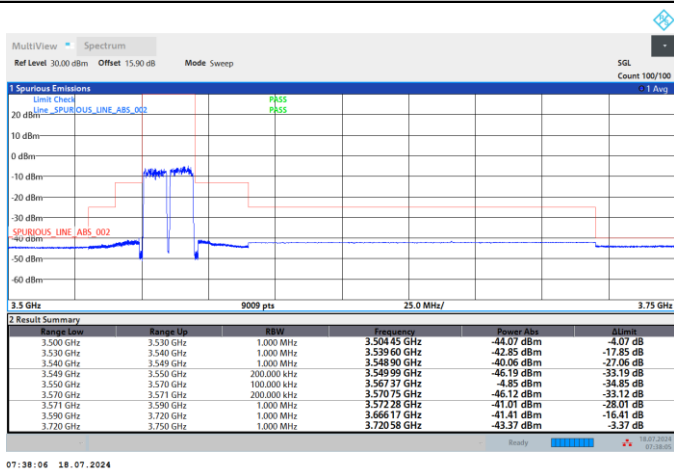 MultiView Spectrum
Ref Level 30.00 dBm Offset 15.90 dB Mode Sweep SGL
Count 100/100
1 Spurious Emissions 1 Avg
Limit Check PASS
Line _SPURIOUS_LINE_ABS_002 PASS
20 dBm
10 dBm
0 dBm
-10 dBm
-20 dBm
-30 dBm
SPURIOUS_LINE_ABS_002
-40 dBm
-50 dBm
-60 dBm
3.5 GHz 9009 pts 25.0 MHz/ 3.75 GHz
2 Result Summary
Range Low Range Up RBW Frequency Power Abs ΔLimit
3.500 GHz 3.530 GHz 1.000 MHz 3.504 45 GHz -44.07 dBm -4.07 dB
3.530 GHz 3.540 GHz 1.000 MHz 3.539 60 GHz -42.85 dBm -17.85 dB
3.540 GHz 3.549 GHz 1.000 MHz 3.548 90 GHz -40.06 dBm -27.06 dB
3.549 GHz 3.550 GHz 200.000 kHz 3.549 99 GHz -46.19 dBm -33.19 dB
3.550 GHz 3.570 GHz 100.000 kHz 3.567 37 GHz -4.85 dBm -34.85 dB
3.570 GHz 3.571 GHz 200.000 kHz 3.570 75 GHz -46.12 dBm -33.12 dB
3.571 GHz 3.590 GHz 1.000 MHz 3.572 28 GHz -41.01 dBm -28.01 dB
3.590 GHz 3.720 GHz 1.000 MHz 3.666 17 GHz -41.41 dBm -16.41 dB
3.720 GHz 3.750 GHz 1.000 MHz 3.720 58 GHz -43.37 dBm -3.37 dB
Ready 18.07.2024
07:38:05
07:38:06 18.07.2024